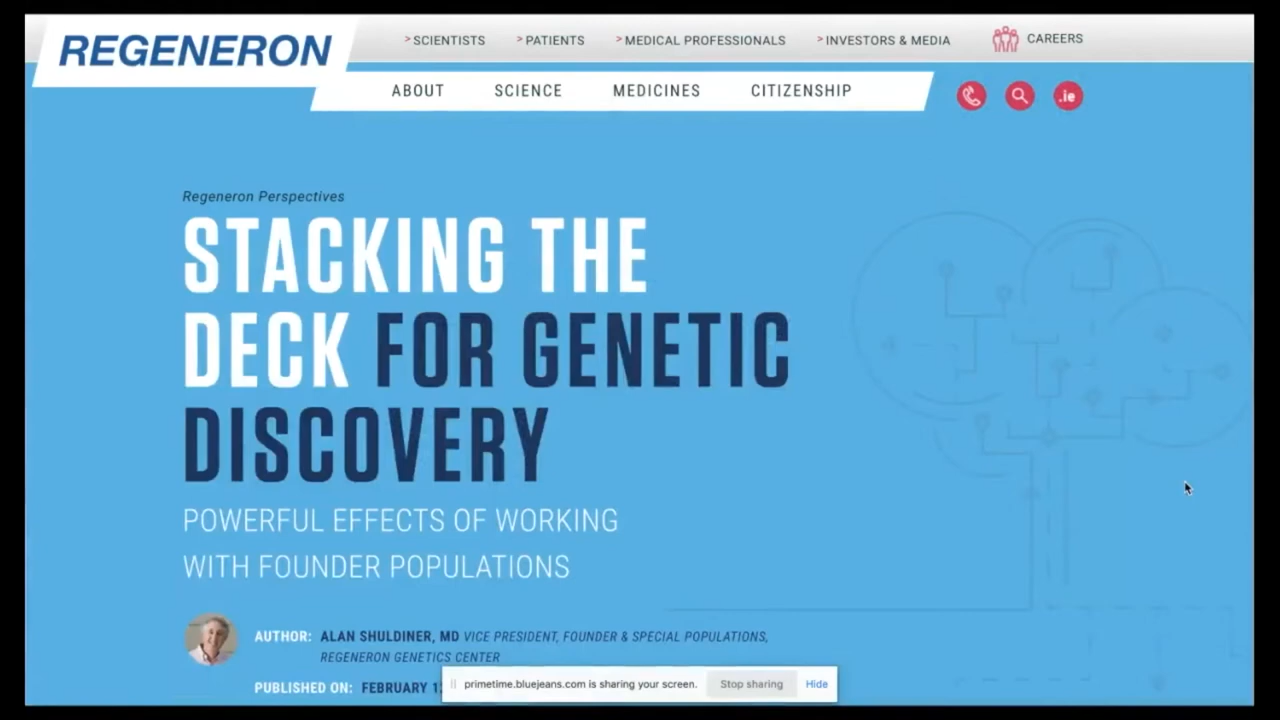 REGENERON
> SCIENTISTS > PATIENTS > MEDICAL PROFESSIONALS > INVESTORS & MEDIA CAREERS
ABOUT SCIENCE MEDICINES CITIZENSHIP .ie
Regeneron Perspectives
STACKING THE
DECK FOR GENETIC
DISCOVERY
POWERFUL EFFECTS OF WORKING
WITH FOUNDER POPULATIONS
AUTHOR: ALAN SHULDINER, MD VICE PRESIDENT, FOUNDER & SPECIAL POPULATIONS,
REGENERON GENETICS CENTER
PUBLISHED ON: FEBRUARY
primetime.bluejeans.com is sharing your screen. Stop sharing Hide